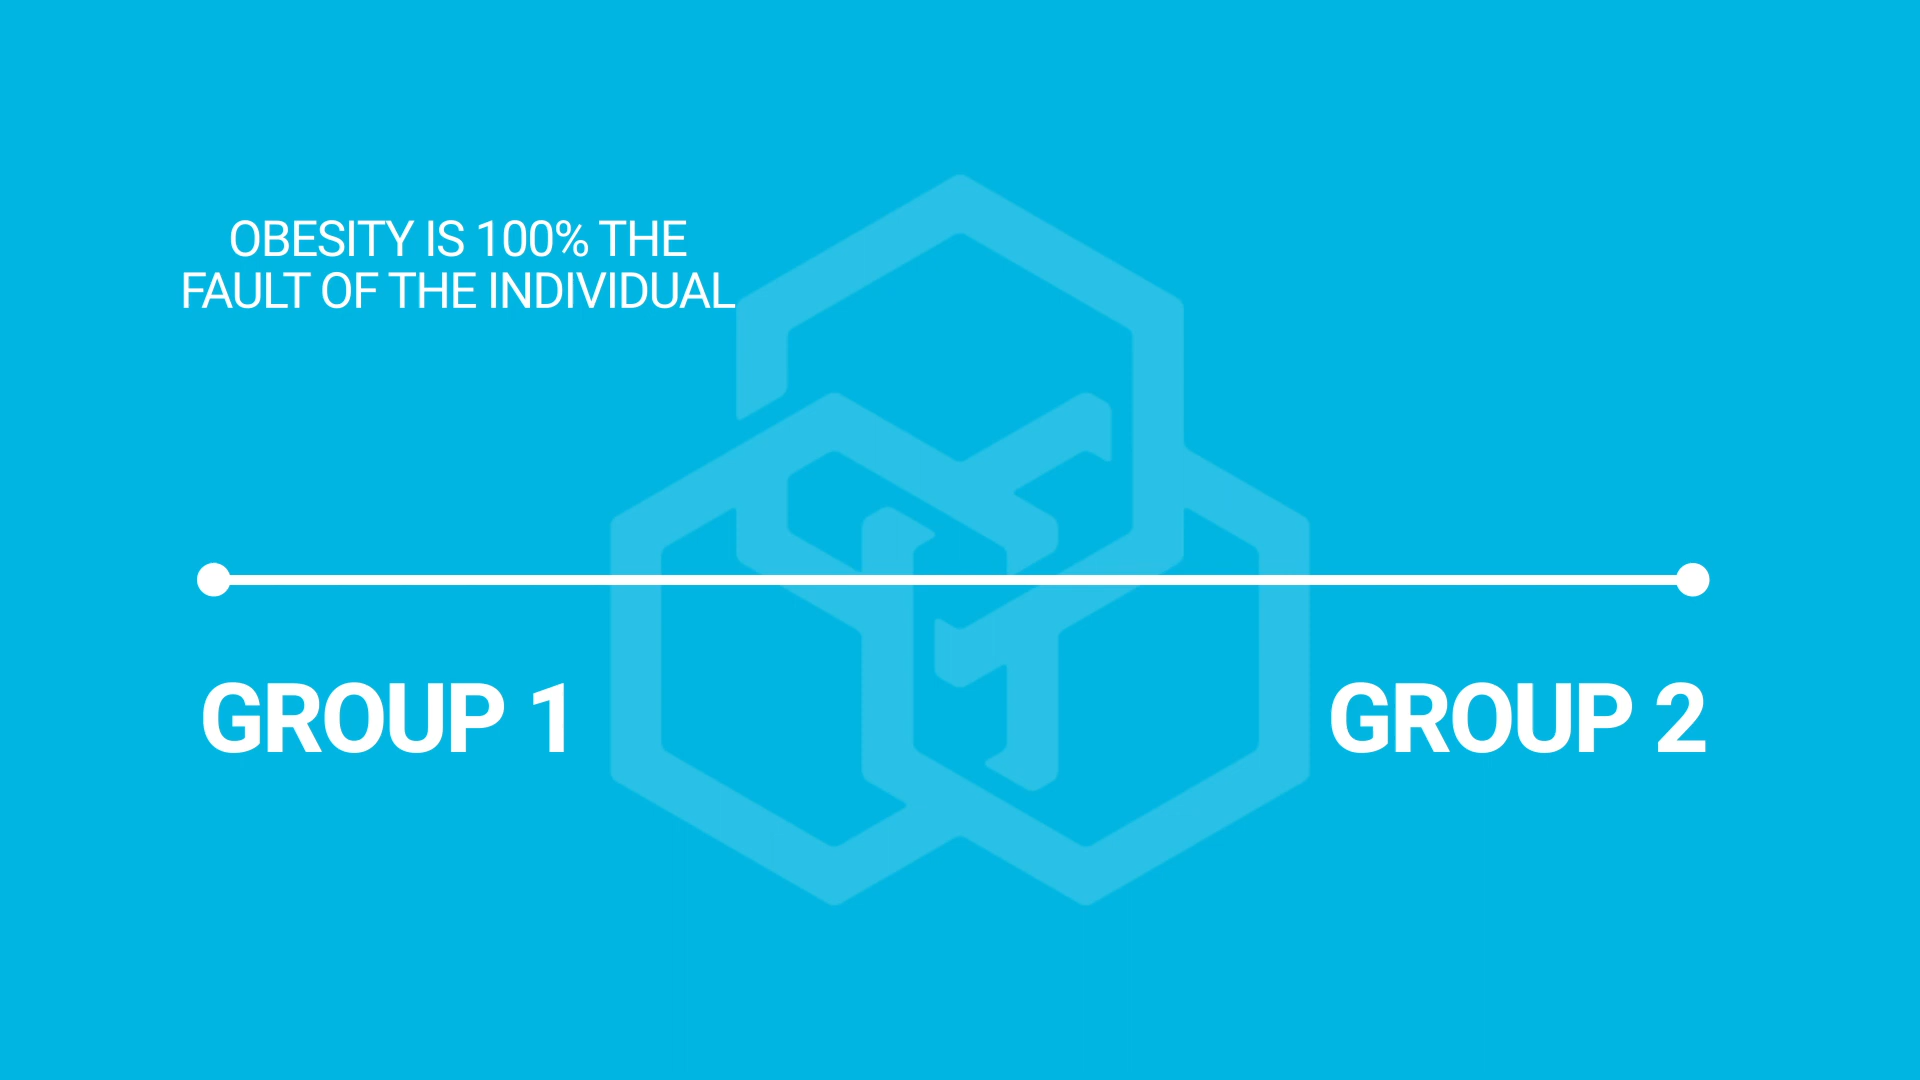 OBESITY IS 100% THE
FAULT OF THE INDIVIDUAL
GROUP 1
GROUP 2